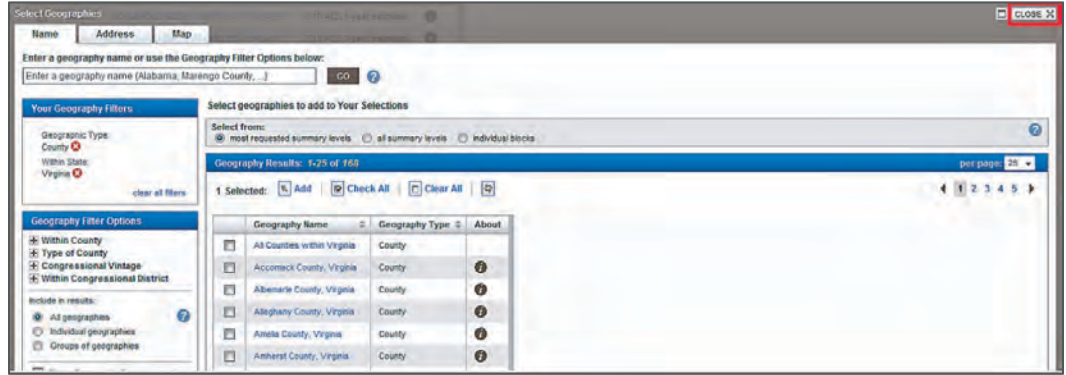 Select Geographies
CLOSE X
Name Address Map
Enter a geography name or use the Geography Filter Options below:
Enter a geography name (Alabama, Marengo County, ...) GO ?
Your Geography Filters
Geographic Type:
County
Within State:
Virginia
clear all filters
Geography Filter Options
Within County
Type of County
Congressional Vintage
Within Congressional District
Include in results:
All geographies ?
Individual geographies
Groups of geographies
Select geographies to add to Your Selections
Select from:
most requested summary levels all summary levels individual blocks ?
Geography Results: 1-25 of 168 per page: 25
1 Selected: Add Check All Clear All 1 2 3 4 5
Geography Name Geography Type About
All Counties within Virginia County
Accomack County, Virginia County i
Albemarle County, Virginia County i
Alleghany County, Virginia County i
Amelia County, Virginia County i
Amherst County, Virginia County i